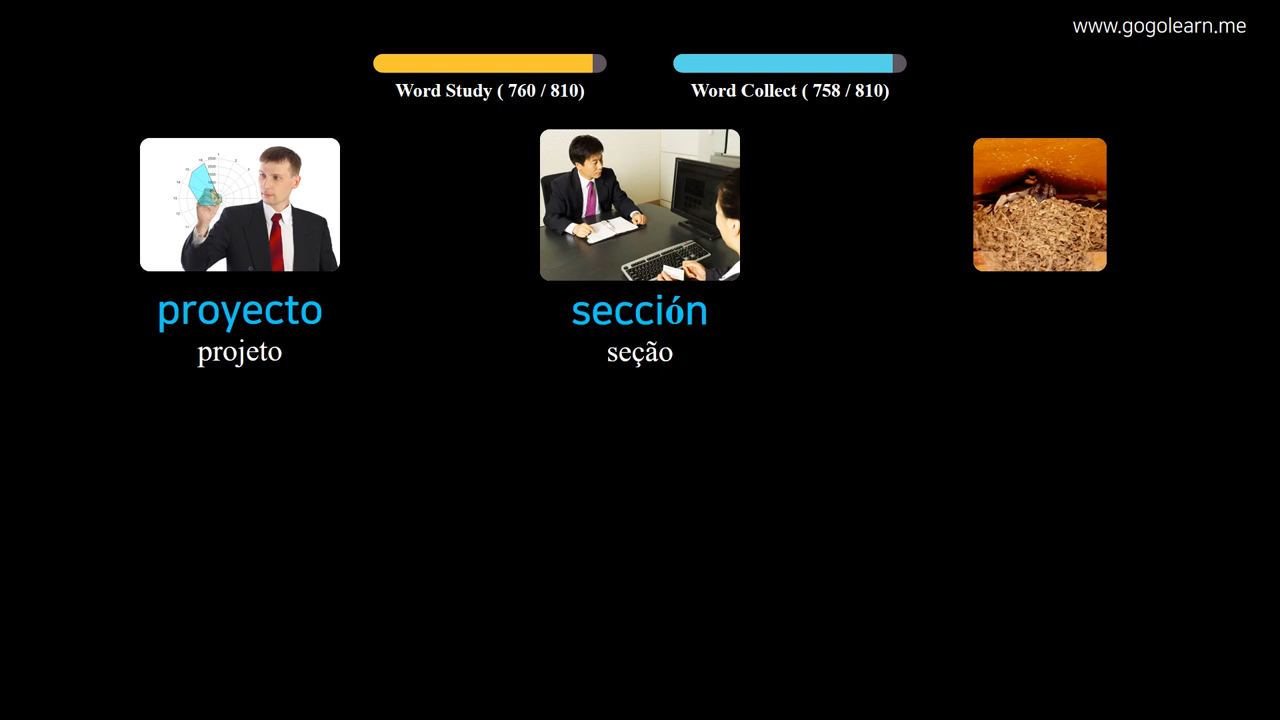 www.gogolearn.me
Word Study ( 760 / 810)
Word Collect ( 758 / 810)
proyecto
projeto
sección
seção